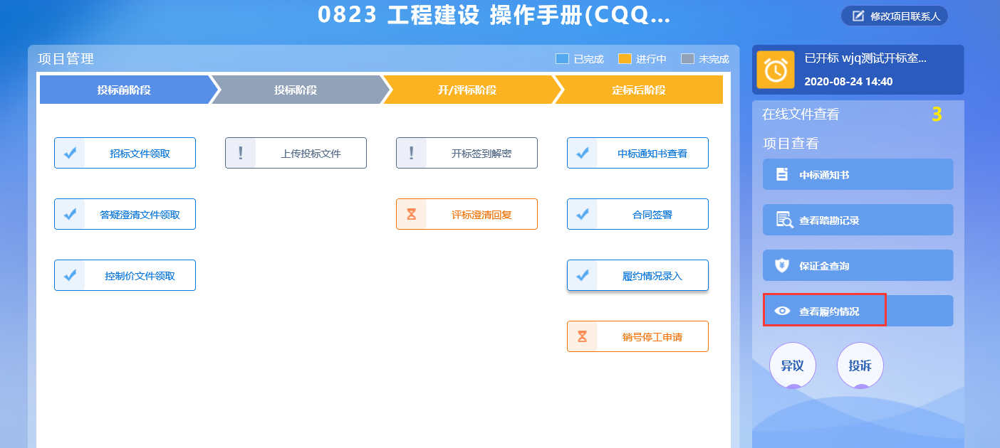 0823 工程建设 操作手册(CQQ...
修改项目联系人
项目管理
已完成
进行中
未完成
投标前阶段
投标阶段
开/评标阶段
定标后阶段
招标文件领取
上传投标文件
开标签到解密
中标通知书查看
答疑澄清文件领取
评标澄清回复
合同签署
控制价文件领取
履约情况录入
销号停工申请
已开标 wjq测试开标室...
2020-08-24 14:40
在线文件查看
3
项目查看
中标通知书
查看踏勘记录
保证金查询
查看履约情况
异议
投诉